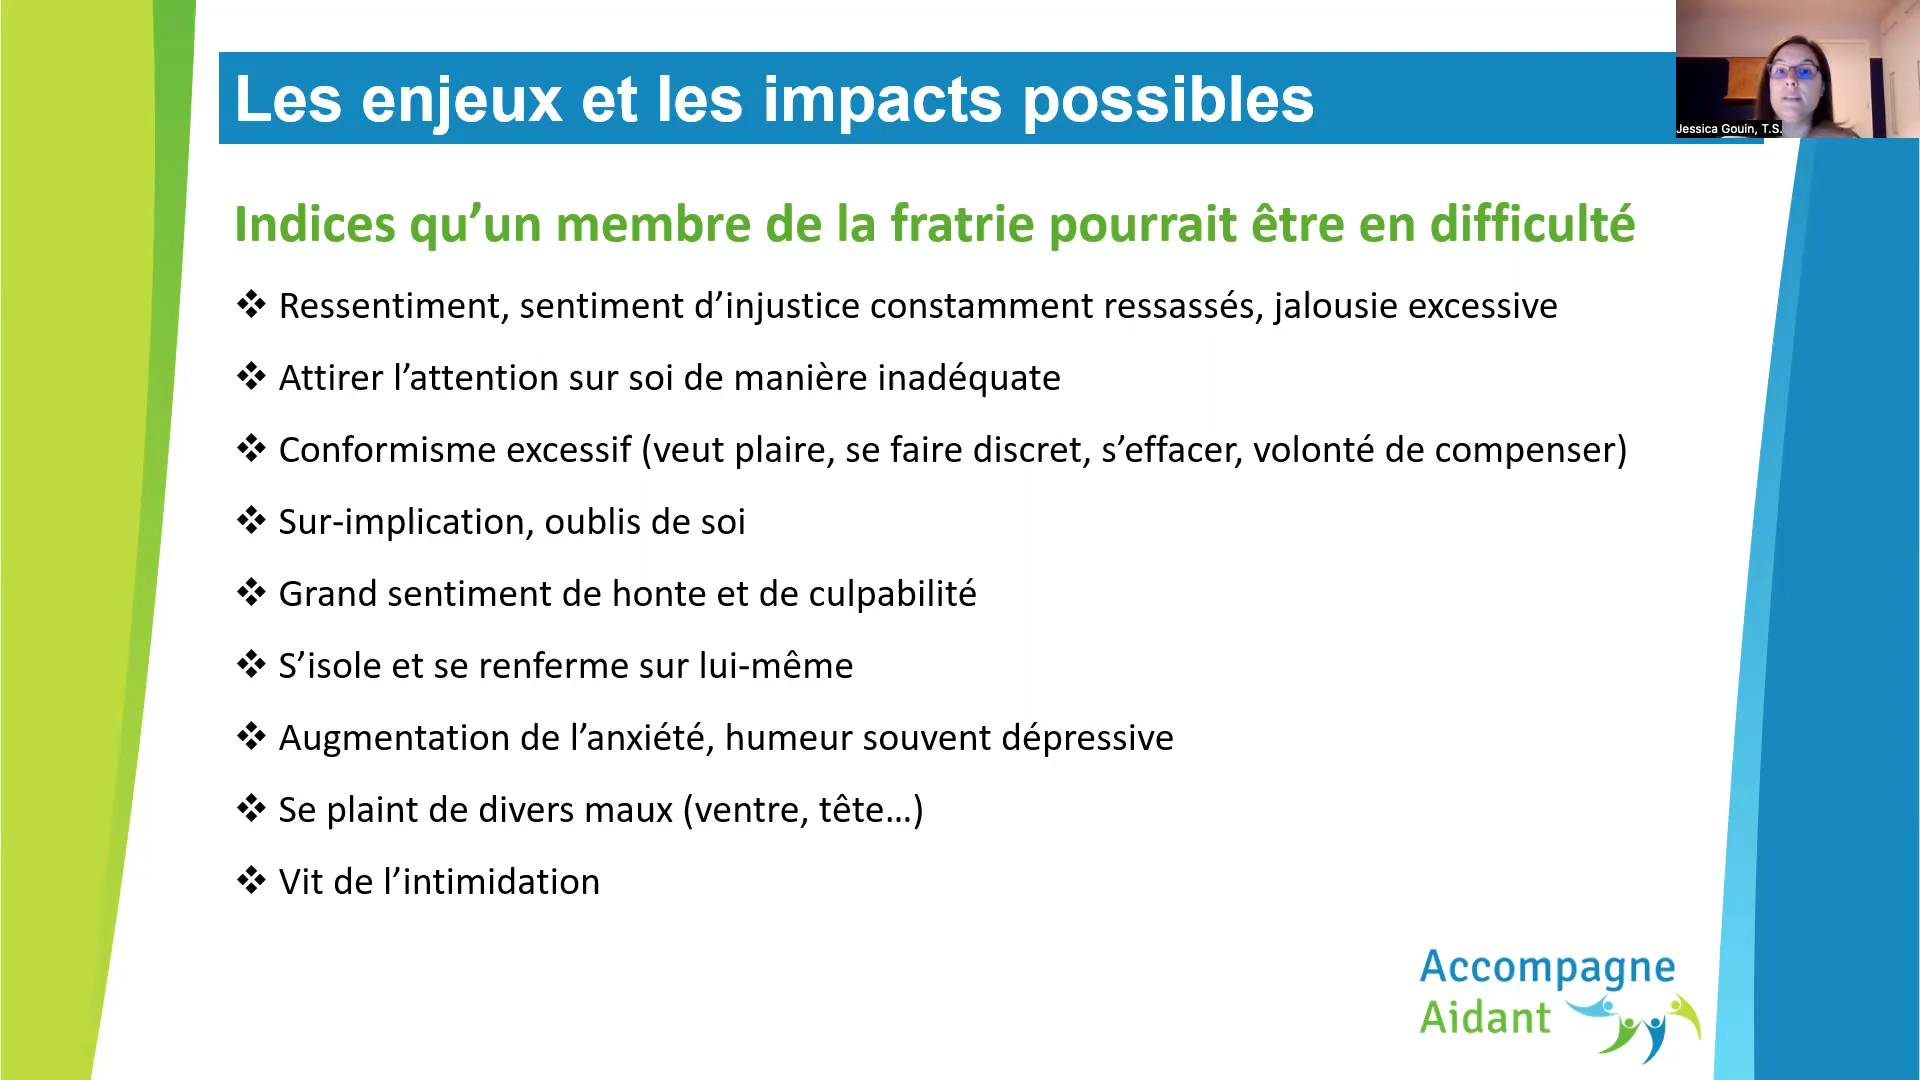 Les enjeux et les impacts possibles
Jessica Gouin, T.S.
Indices qu’un membre de la fratrie pourrait être en difficulté
❖ Ressentiment, sentiment d’injustice constamment ressassés, jalousie excessive
❖ Attirer l’attention sur soi de manière inadéquate
❖ Conformisme excessif (veut plaire, se faire discret, s’effacer, volonté de compenser)
❖ Sur-implication, oublis de soi
❖ Grand sentiment de honte et de culpabilité
❖ S’isole et se renferme sur lui-même
❖ Augmentation de l’anxiété, humeur souvent dépressive
❖ Se plaint de divers maux (ventre, tête…)
❖ Vit de l’intimidation
Accompagne
Aidant